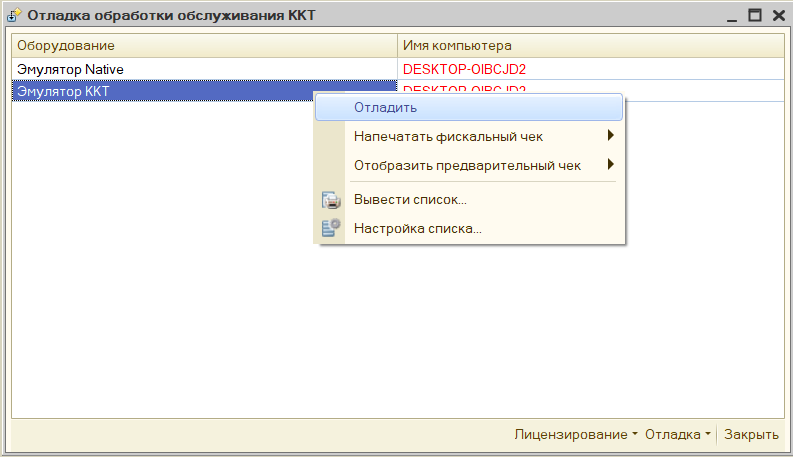 Отладка обработки обслуживания ККТ
Оборудование Имя компьютера
Эмулятор Native DESKTOP-OIBCJD2
Эмулятор ККТ DESKTOP-OIBCJD2
Отладить
Напечатать фискальный чек
Отобразить предварительный чек
Вывести список...
Настройка списка...
Лицензирование Отладка Закрыть